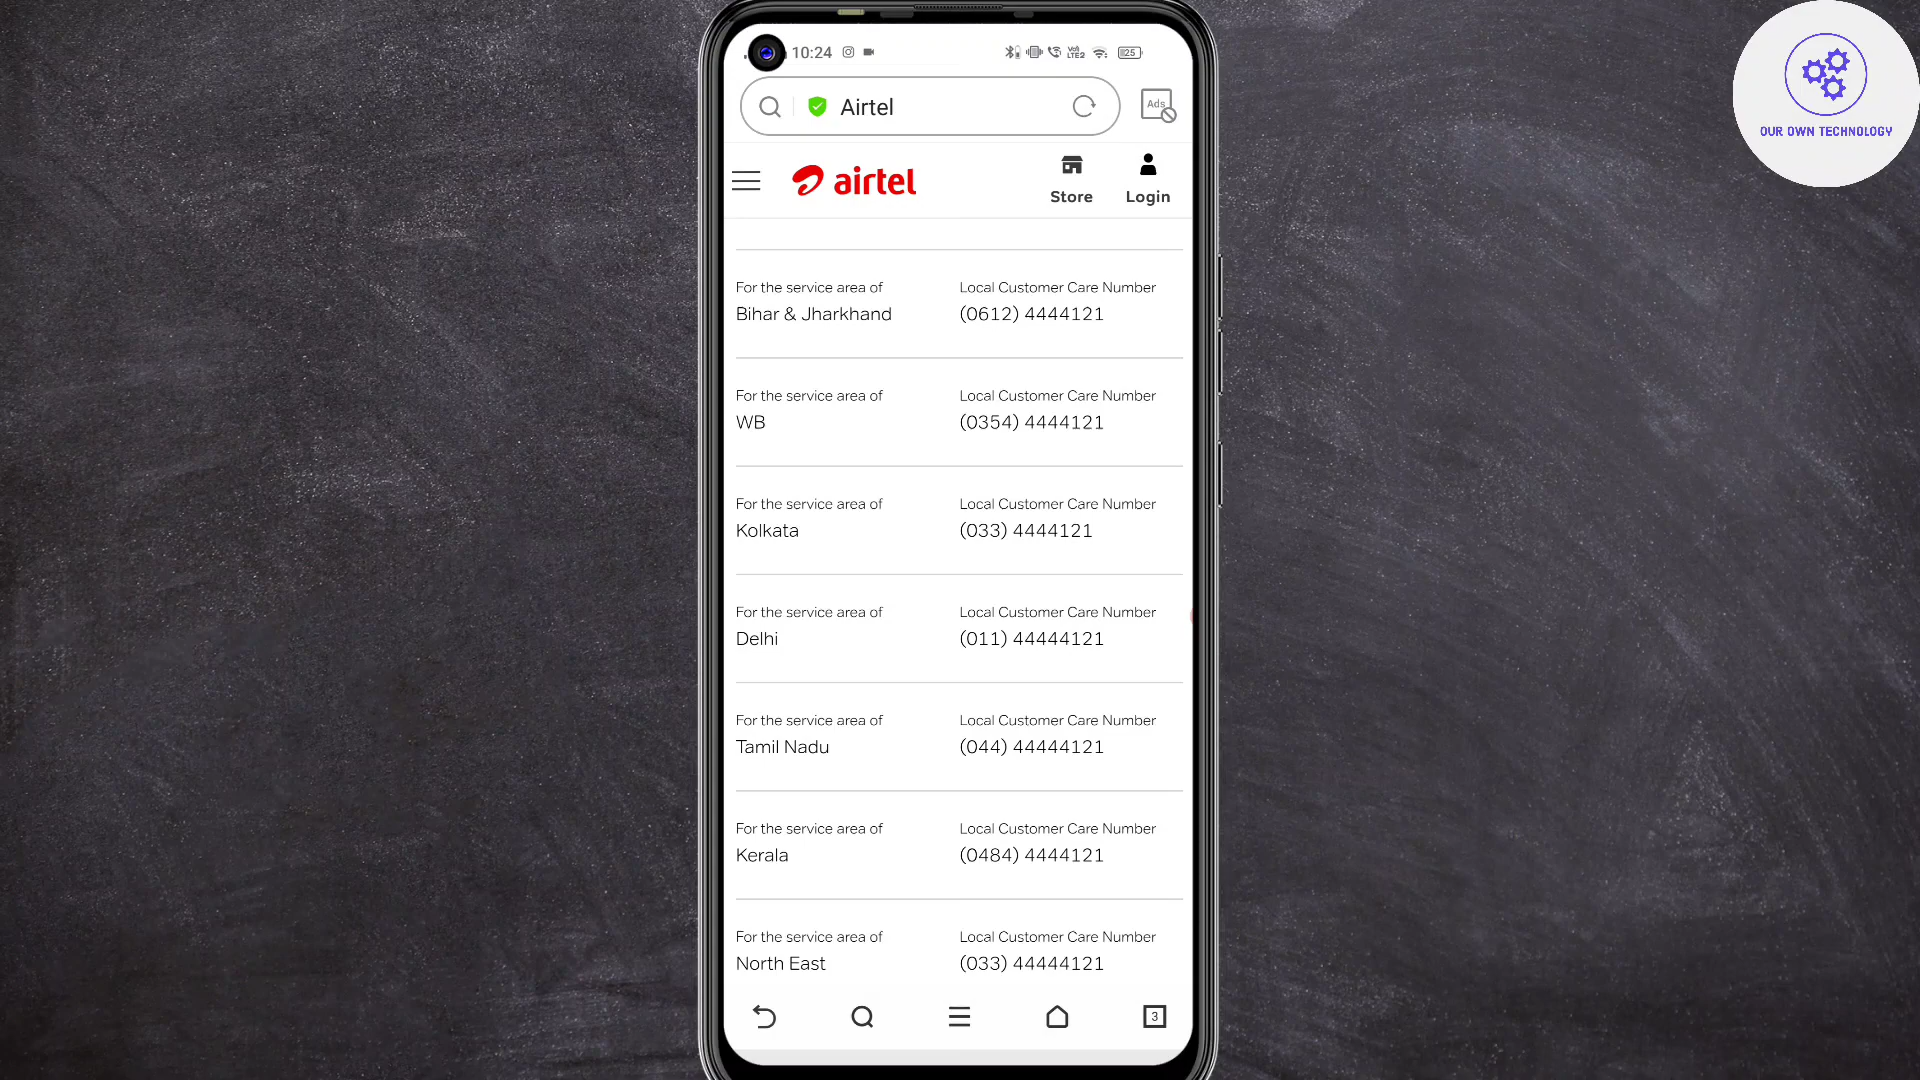 10:24
VoD
LTE2
25
Airtel
Ads
airtel
Store
Login
OUR OWN TECHNOLOGY
For the service area of
Local Customer Care Number
Bihar & Jharkhand
(0612) 4444121
For the service area of
Local Customer Care Number
WB
(0354) 4444121
For the service area of
Local Customer Care Number
Kolkata
(033) 4444121
For the service area of
Local Customer Care Number
Delhi
(011) 44444121
For the service area of
Local Customer Care Number
Tamil Nadu
(044) 44444121
For the service area of
Local Customer Care Number
Kerala
(0484) 4444121
For the service area of
Local Customer Care Number
North East
(033) 44444121
3